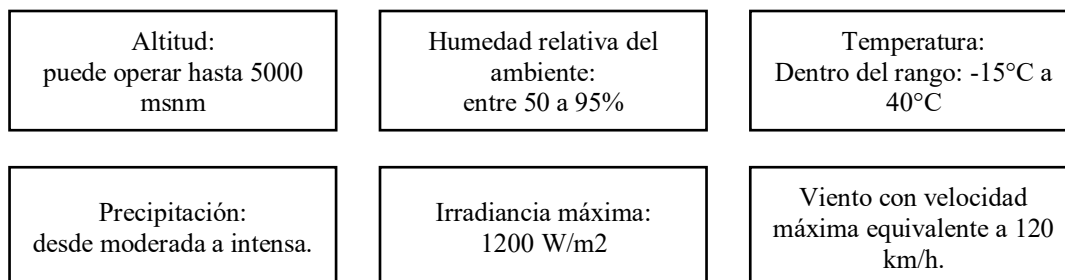 Altitud:
puede operar hasta 5000
msnm
Humedad relativa del
ambiente:
entre 50 a 95%
Temperatura:
Dentro del rango: -15°C a
40°C
Precipitación:
desde moderada a intensa.
Irradiancia máxima:
1200 W/m2
Viento con velocidad
máxima equivalente a 120
km/h.